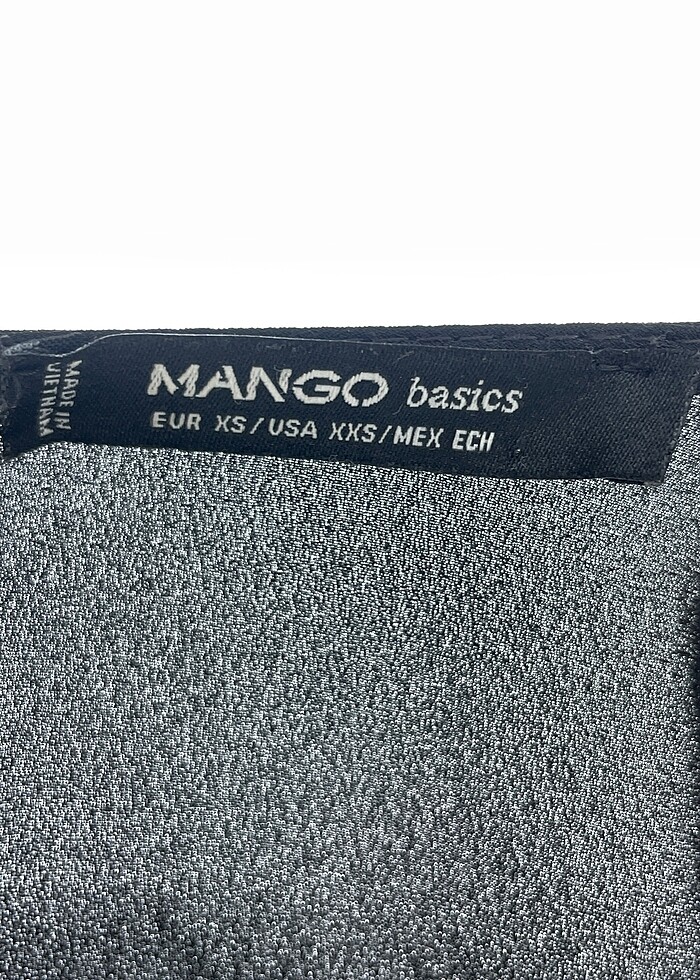 MANGO basics
EUR XS/USA XXS/MEX ECH
MADE IN
VIETNAM